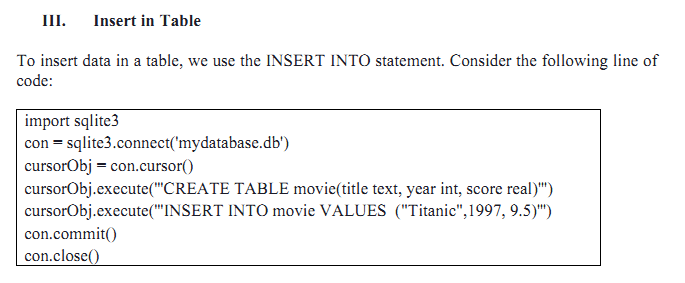 III. Insert in Table
To insert data in a table, we use the INSERT INTO statement. Consider the following line of
code:
import sqlite3
con = sqlite3.connect('mydatabase.db')
cursorObj = con.cursor()
cursorObj.execute('''CREATE TABLE movie(title text, year int, score real)''')
cursorObj.execute('''INSERT INTO movie VALUES ("Titanic",1997, 9.5)''')
con.commit()
con.close()